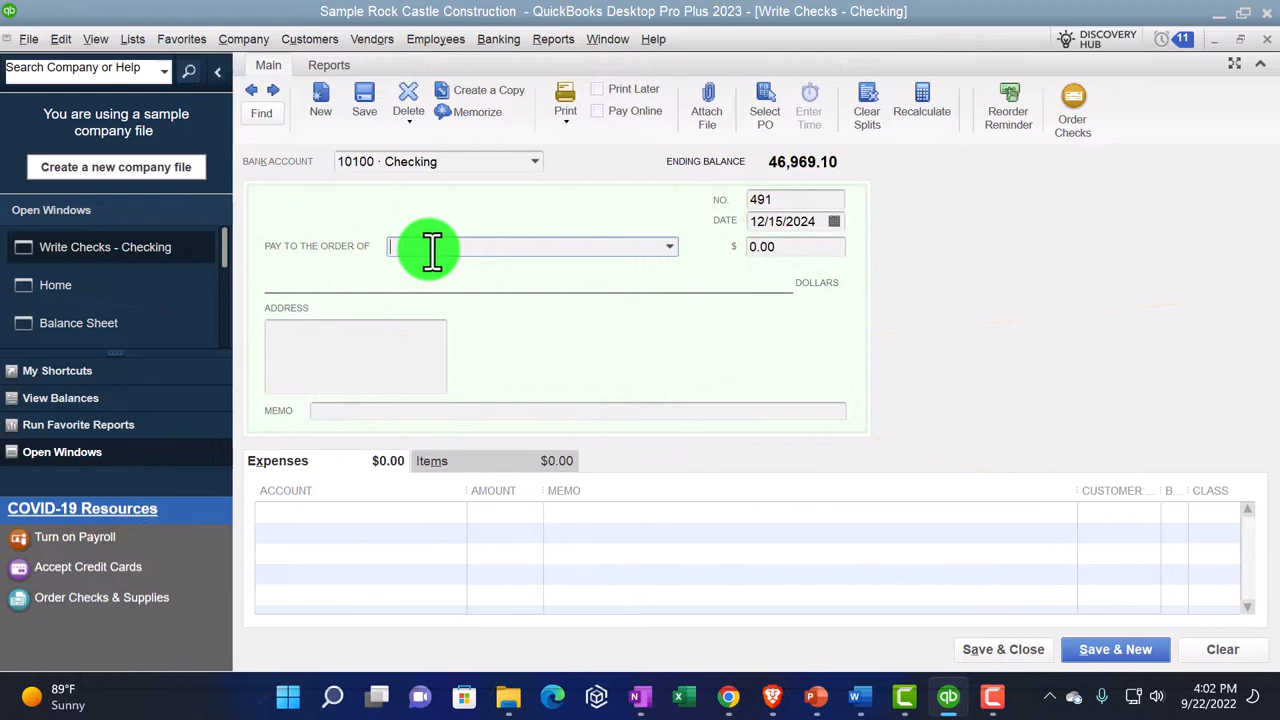 Sample Rock Castle Construction - QuickBooks Desktop Pro Plus 2023 - [Write Checks - Checking]
File Edit View Lists Favorites Company Customers Vendors Employees Banking Reports Window Help
DISCOVERY HUB
11
Search Company or Help
You are using a sample
company file
Create a new company file
Open Windows
Write Checks - Checking
Home
Balance Sheet
My Shortcuts
View Balances
Run Favorite Reports
Open Windows
COVID-19 Resources
Turn on Payroll
Accept Credit Cards
Order Checks & Supplies
Main Reports
Find
New
Save
Delete
Create a Copy
Memorize
Print
Print Later
Pay Online
Attach
File
Select
PO
Enter
Time
Clear
Splits
Recalculate
Reorder
Reminder
Order
Checks
BANK ACCOUNT 10100 · Checking ENDING BALANCE 46,969.10
NO. 491
DATE 12/15/2024
PAY TO THE ORDER OF $ 0.00
DOLLARS
ADDRESS
MEMO
Expenses $0.00 Items $0.00
ACCOUNT AMOUNT MEMO CUSTOMER:... B... CLASS
Save & Close Save & New Clear
89°F
Sunny
4:02 PM
9/22/2022